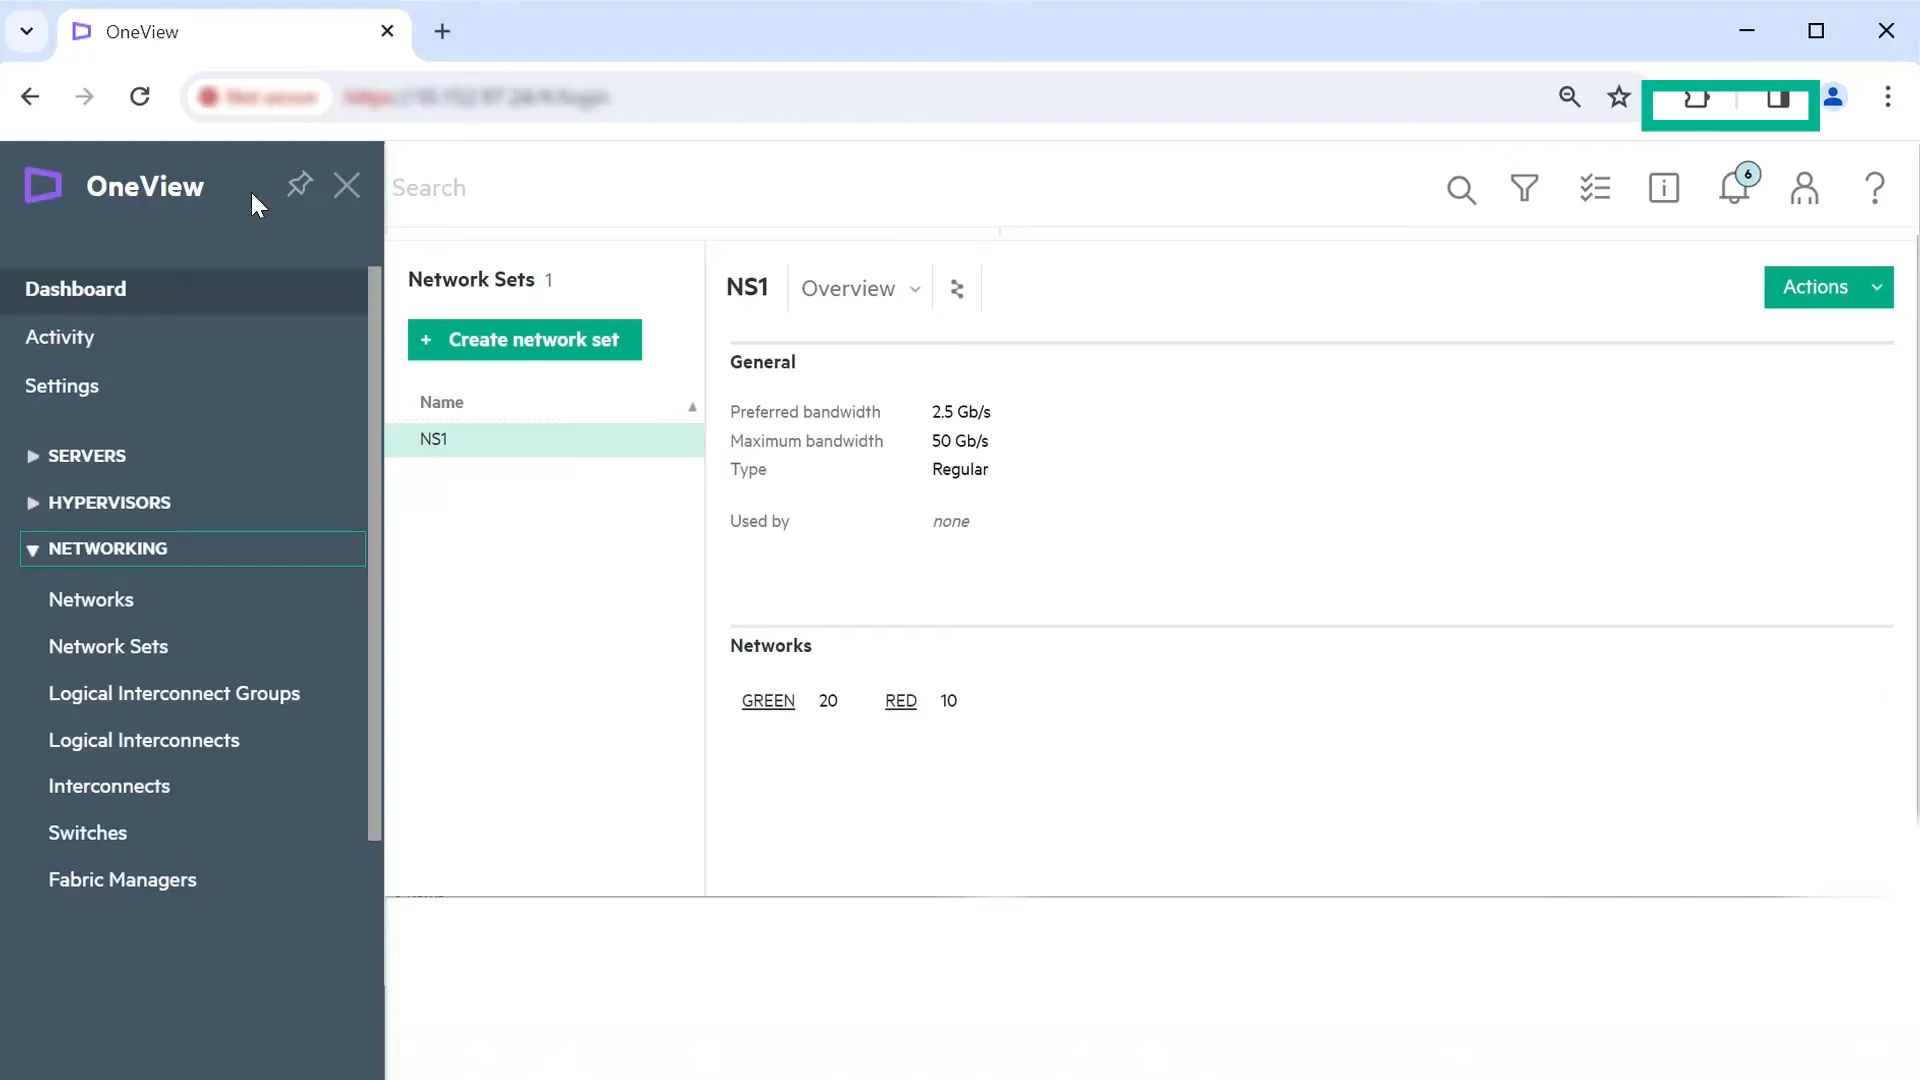 OneView
OneView
Search
6
Dashboard
Activity
Settings
SERVERS
HYPERVISORS
NETWORKING
Networks
Network Sets
Logical Interconnect Groups
Logical Interconnects
Interconnects
Switches
Fabric Managers
Network Sets 1
+ Create network set
Name
NS1
NS1 Overview
Actions
General
Preferred bandwidth 2.5 Gb/s
Maximum bandwidth 50 Gb/s
Type Regular
Used by none
Networks
GREEN 20 RED 10